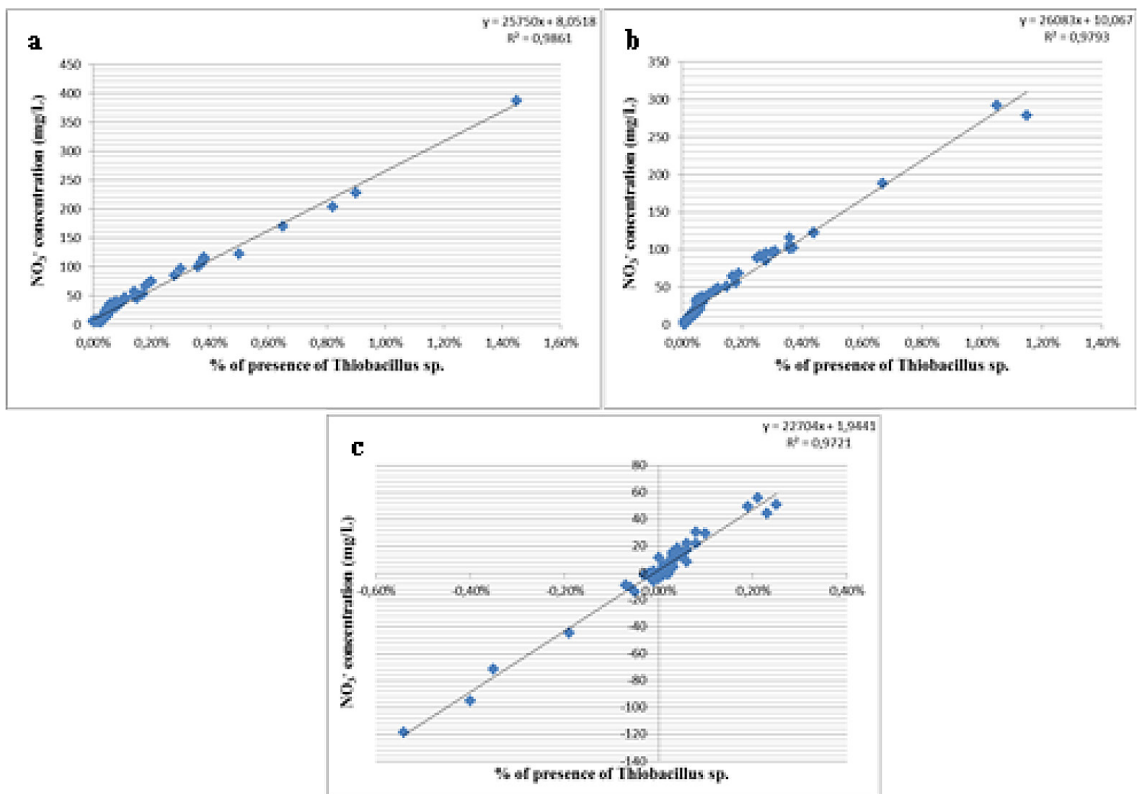 a
y = 25750x + 8,0518
R² = 0,9861
NO₃⁻ concentration (mg/L)
450
400
350
300
250
200
150
100
50
0
0,00% 0,20% 0,40% 0,60% 0,80% 1,00% 1,20% 1,40% 1,60%
% of presence of Thiobacillus sp.
b
y = 26083x + 10,067
R² = 0,9793
NO₃⁻ concentration (mg/L)
350
300
250
200
150
100
50
0
0,00% 0,20% 0,40% 0,60% 0,80% 1,00% 1,20% 1,40%
% of presence of Thiobacillus sp.
c
y = 22704x + 1,9441
R² = 0,9721
NO₃⁻ concentration (mg/L)
80
60
40
20
0
-0,60% -0,40% -0,20% 0,00% 0,20% 0,40%
-20
-40
-60
-80
-100
-120
-140
% of presence of Thiobacillus sp.